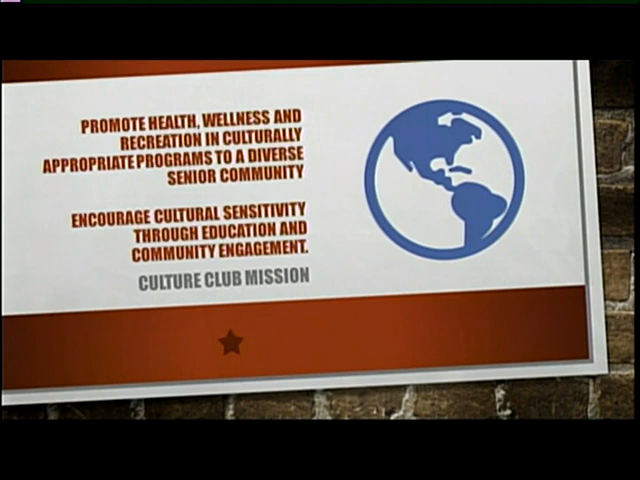 PROMOTE HEALTH, WELLNESS AND
RECREATION IN CULTURALLY
APPROPRIATE PROGRAMS TO A DIVERSE
SENIOR COMMUNITY
ENCOURAGE CULTURAL SENSITIVITY
THROUGH EDUCATION AND
COMMUNITY ENGAGEMENT.
CULTURE CLUB MISSION